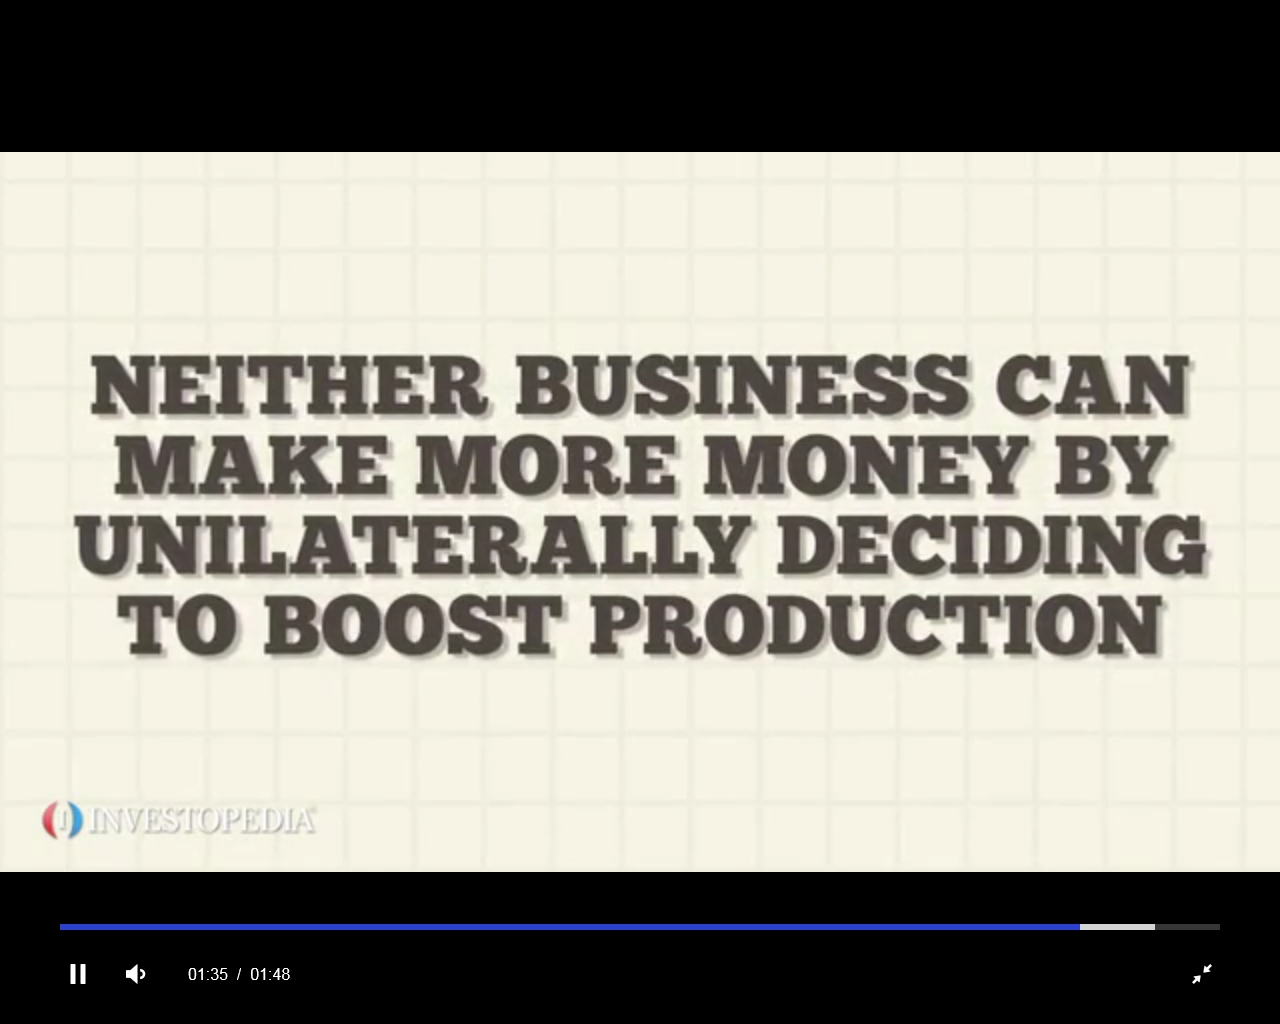 NEITHER BUSINESS CAN
MAKE MORE MONEY BY
UNILATERALLY DECIDING
TO BOOST PRODUCTION
INVESTOPEDIA
01:35 / 01:48